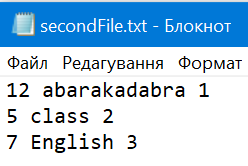 secondFile.txt - Блокнот
Файл Редагування Формат
12 abarakadabra 1
5 class 2
7 English 3